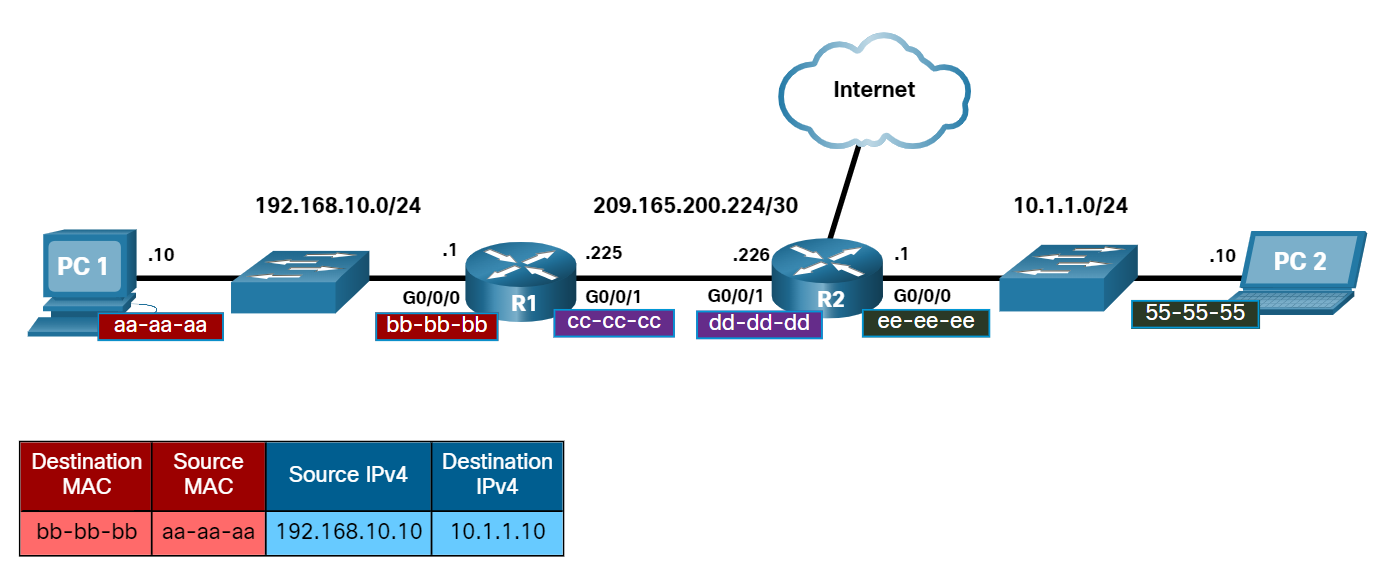 Internet
192.168.10.0/24
209.165.200.224/30
10.1.1.0/24
PC 1
.10
.1
R1
.225
.226
R2
.1
.10
PC 2
G0/0/0
G0/0/1
G0/0/1
G0/0/0
aa-aa-aa
bb-bb-bb
cc-cc-cc
dd-dd-dd
ee-ee-ee
55-55-55
Destination MAC
Source MAC
Source IPv4
Destination IPv4
bb-bb-bb
aa-aa-aa
192.168.10.10
10.1.1.10